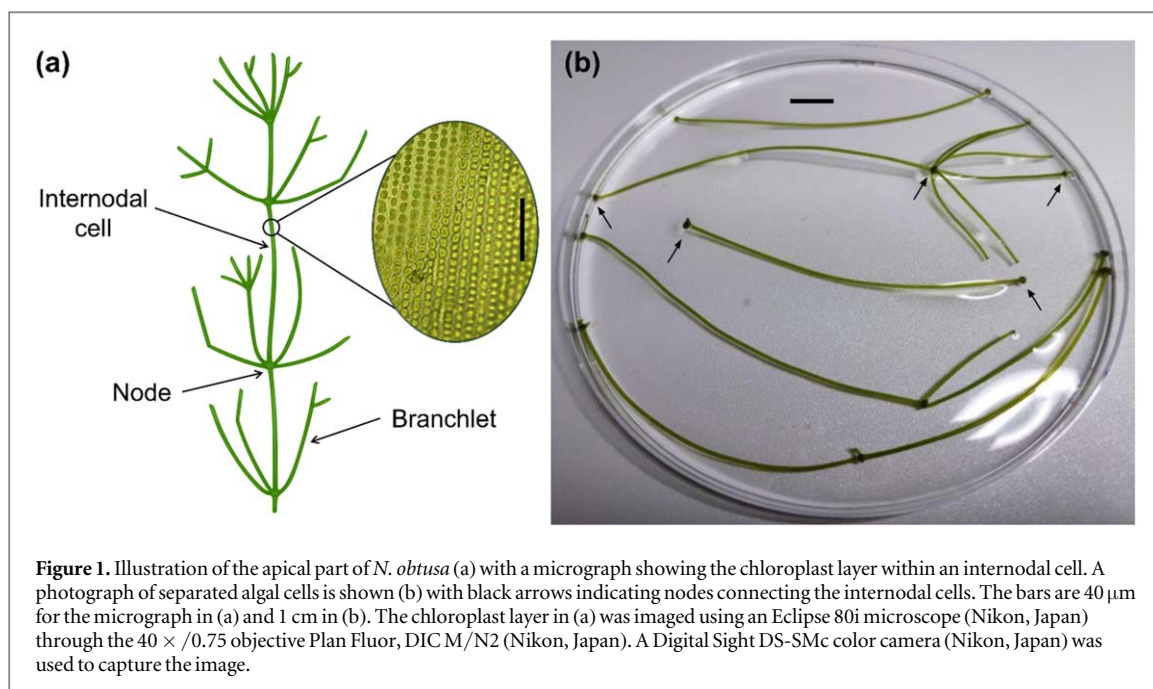 (a)
(b)
Internodal
cell
Node
Branchlet
Figure 1. Illustration of the apical part of N. obtusa (a) with a micrograph showing the chloroplast layer within an internodal cell. A
photograph of separated algal cells is shown (b) with black arrows indicating nodes connecting the internodal cells. The bars are 40 μm
for the micrograph in (a) and 1 cm in (b). The chloroplast layer in (a) was imaged using an Eclipse 80i microscope (Nikon, Japan)
through the 40 × /0.75 objective Plan Fluor, DIC M/N2 (Nikon, Japan). A Digital Sight DS-SMc color camera (Nikon, Japan) was
used to capture the image.